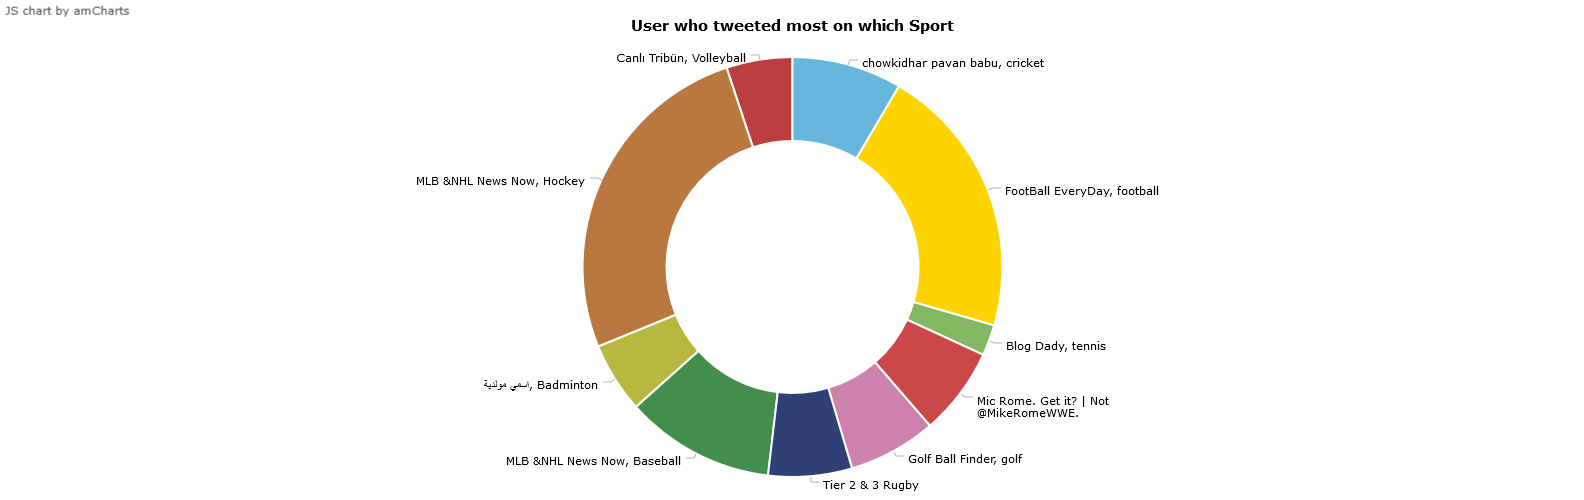 JS chart by amCharts
User who tweeted most on which Sport
Canlı Tribün, Volleyball
chowkidhar pavan babu, cricket
MLB &NHL News Now, Hockey
FootBall EveryDay, football
Blog Dady, tennis
اسمي مولدية, Badminton
Mic Rome. Get it? | Not
@MikeRomeWWE.
MLB &NHL News Now, Baseball
Golf Ball Finder, golf
Tier 2 & 3 Rugby